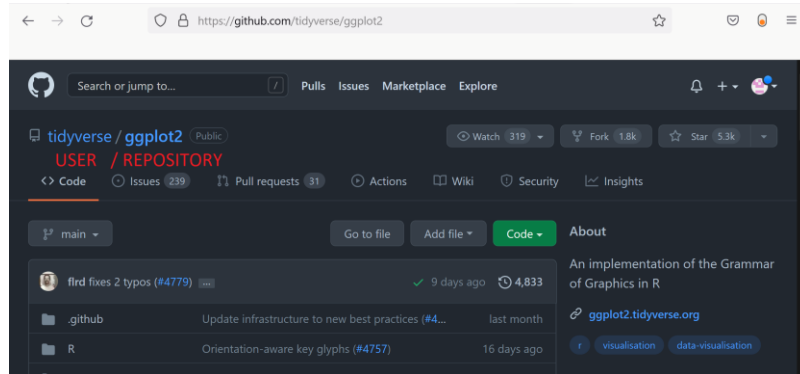 https://github.com/tidyverse/ggplot2
Search or jump to... / Pulls Issues Marketplace Explore
tidyverse / ggplot2 Public Watch 319 Fork 1.8k Star 5.3k
USER / REPOSITORY
<> Code Issues 239 Pull requests 31 Actions Wiki Security Insights
main Go to file Add file Code About
An implementation of the Grammar
of Graphics in R
flrd fixes 2 typos (#4779) ... 9 days ago 4,833
ggplot2.tidyverse.org
.github Update infrastructure to new best practices (#4... last month
R Orientation-aware key glyphs (#4757) 16 days ago r visualisation data-visualisation